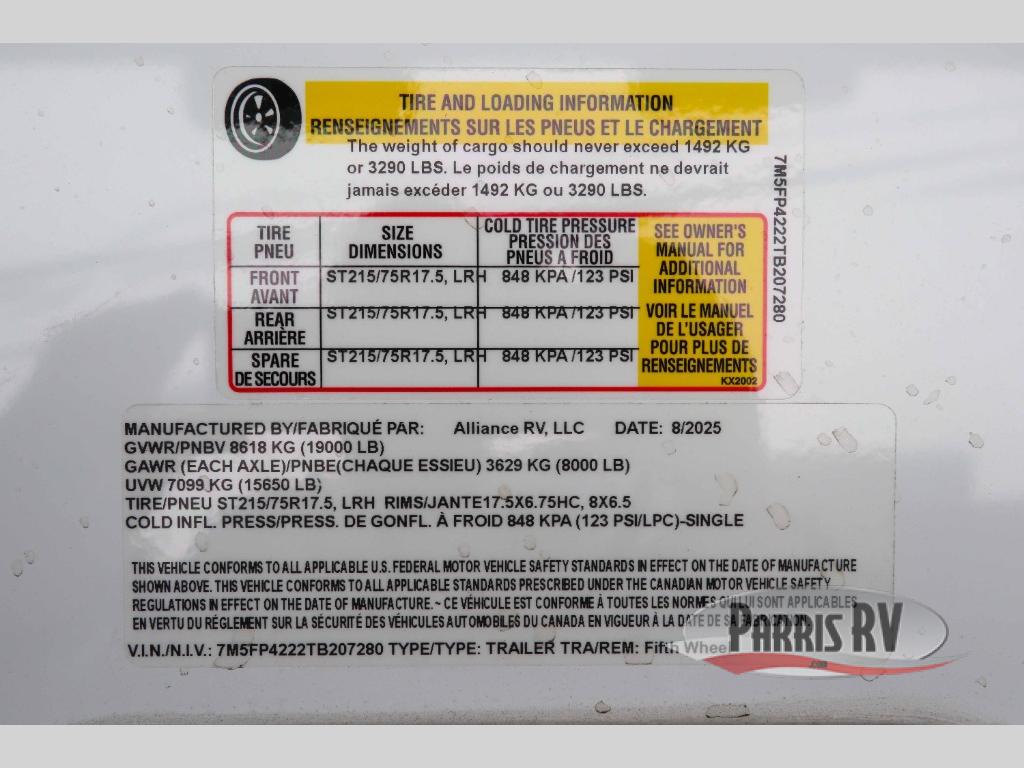 TIRE AND LOADING INFORMATION
RENSEIGNEMENTS SUR LES PNEUS ET LE CHARGEMENT
The weight of cargo should never exceed 1492 KG
or 3290 LBS. Le poids de chargement ne devrait
jamais excéder 1492 KG ou 3290 LBS.
7M5FP4222TB207280
TIRE
PNEU
SIZE
DIMENSIONS
COLD TIRE PRESSURE
PRESSION DES
PNEUS A FROID
FRONT
AVANT
ST215/75R17.5, LRH 848 KPA /123 PSI
REAR
ARRIÈRE
ST215/75R17.5, LRH 848 KPA /123 PSI
SPARE
DE SECOURS
ST215/75R17.5, LRH 848 KPA /123 PSI
SEE OWNER'S
MANUAL FOR
ADDITIONAL
INFORMATION
VOIR LE MANUEL
DE L'USAGER
POUR PLUS DE
RENSEIGNEMENTS
KX2002
MANUFACTURED BY/FABRIQUÉ PAR: Alliance RV, LLC DATE: 8/2025
GVWR/PNBV 8618 KG (19000 LB)
GAWR (EACH AXLE)/PNBE(CHAQUE ESSIEU) 3629 KG (8000 LB)
UVW 7099 KG (15650 LB)
TIRE/PNEU ST215/75R17.5, LRH RIMS/JANTE17.5X6.75HC, 8X6.5
COLD INFL. PRESS/PRESS. DE GONFL. À FROID 848 KPA (123 PSI/LPC)-SINGLE
THIS VEHICLE CONFORMS TO ALL APPLICABLE U.S. FEDERAL MOTOR VEHICLE SAFETY STANDARDS IN EFFECT ON THE DATE OF MANUFACTURE
SHOWN ABOVE. THIS VEHICLE CONFORMS TO ALL APPLICABLE STANDARDS PRESCRIBED UNDER THE CANADIAN MOTOR VEHICLE SAFETY
REGULATIONS IN EFFECT ON THE DATE OF MANUFACTURE. ~ CE VÉHICULE EST CONFORME À TOUTES LES NORMES QUI LUI SONT APPLICABLES
EN VERTU DU RÉGLEMENT SUR LA SÉCURITÉ DES VÉHICULES AUTOMOBILES DU CANADA EN VIGUEUR À LA DATE DE SA FABRICATION.
V.I.N./N.I.V.: 7M5FP4222TB207280 TYPE/TYPE: TRAILER TRA/REM: Fifth Wheel
PARRIS RV
.com